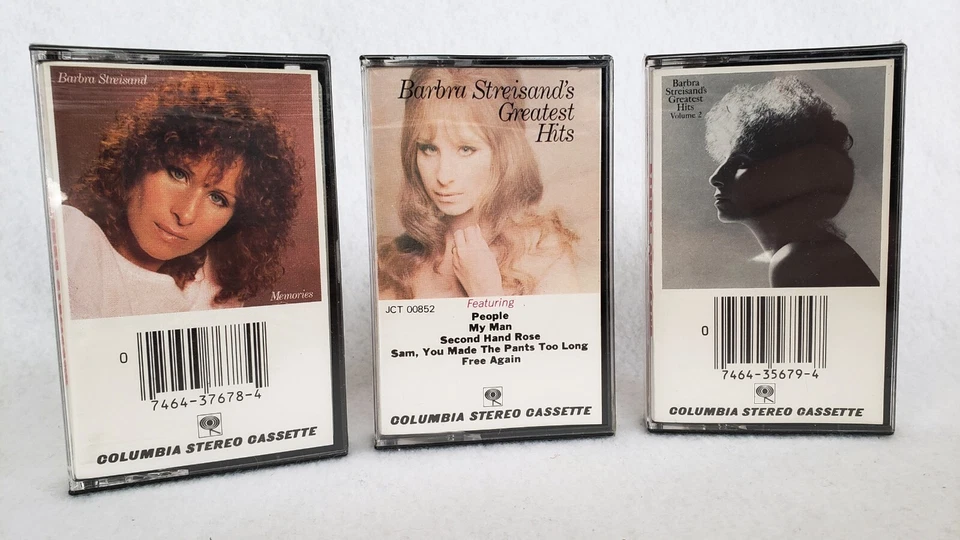 Barbra Streisand
Memories
0
7464-37678-4
COLUMBIA STEREO CASSETTE
Barbra Streisand's
Greatest
Hits
JCT 00852
Featuring
People
My Man
Second Hand Rose
Sam, You Made The Pants Too Long
Free Again
COLUMBIA STEREO CASSETTE
Barbra
Streisand's
Greatest
Hits
Volume 2
0
7464-35679-4
COLUMBIA STEREO CASSETTE